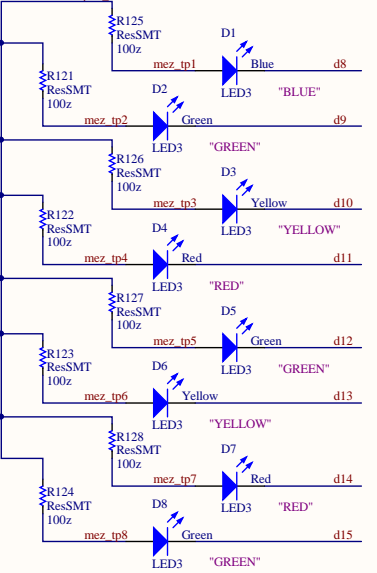 R125
ResSMT
100z
D1
mez_tp1
Blue
d8
LED3
"BLUE"
R121
ResSMT
100z
D2
mez_tp2
Green
d9
LED3
"GREEN"
R126
ResSMT
100z
D3
mez_tp3
Yellow
d10
LED3
"YELLOW"
R122
ResSMT
100z
D4
mez_tp4
Red
d11
LED3
"RED"
R127
ResSMT
100z
D5
mez_tp5
Green
d12
LED3
"GREEN"
R123
ResSMT
100z
D6
mez_tp6
Yellow
d13
LED3
"YELLOW"
R128
ResSMT
100z
D7
mez_tp7
Red
d14
LED3
"RED"
R124
ResSMT
100z
D8
mez_tp8
Green
d15
LED3
"GREEN"